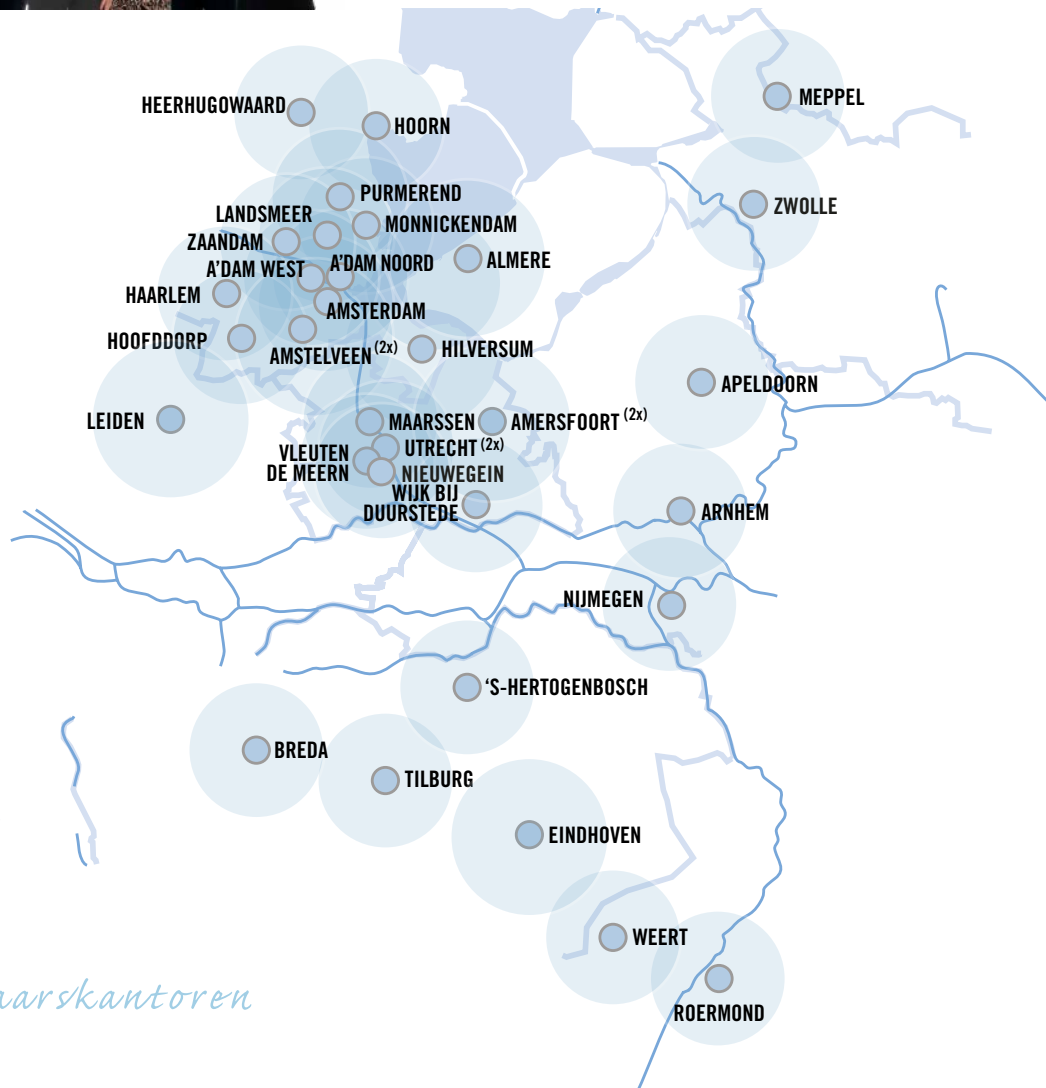 MEPPEL
HEERHUGOWAARD
HOORN
PURMEREND
ZWOLLE
LANDSMEER
MONNICKENDAM
ZAANDAM
ALMERE
A'DAM WEST
A'DAM NOORD
HAARLEM
AMSTERDAM
HOOFDDORP
AMSTELVEEN (2x)
HILVERSUM
APELDOORN
LEIDEN
MAARSSEN
AMERSFOORT (2x)
UTRECHT (2x)
VLEUTEN
DE MEERN
NIEUWEGEIN
WIJK BIJ
DUURSTEDE
ARNHEM
NIJMEGEN
'S-HERTOGENBOSCH
BREDA
TILBURG
EINDHOVEN
WEERT
aarskantoren
ROERMOND